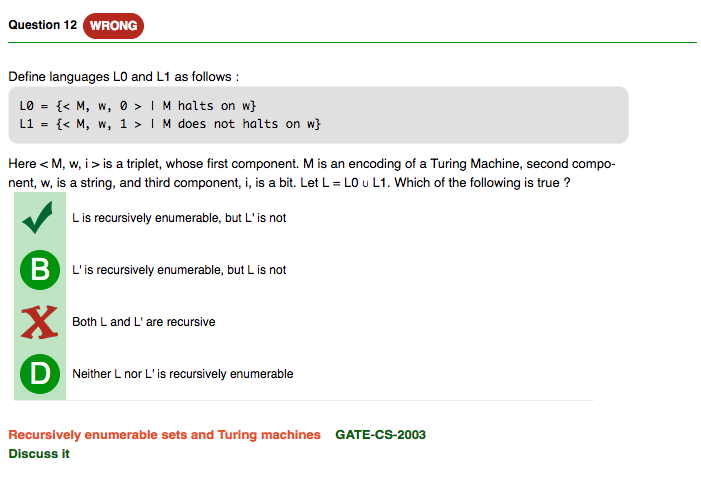 Question 12 WRONG
Define languages L0 and L1 as follows :
L0 = {< M, w, 0 > | M halts on w}
L1 = {< M, w, 1 > | M does not halts on w}
Here < M, w, i > is a triplet, whose first component. M is an encoding of a Turing Machine, second compo-
nent, w, is a string, and third component, i, is a bit. Let L = L0 ∪ L1. Which of the following is true ?
L is recursively enumerable, but L' is not
B L' is recursively enumerable, but L is not
X Both L and L' are recursive
D Neither L nor L' is recursively enumerable
Recursively enumerable sets and Turing machines GATE-CS-2003
Discuss it